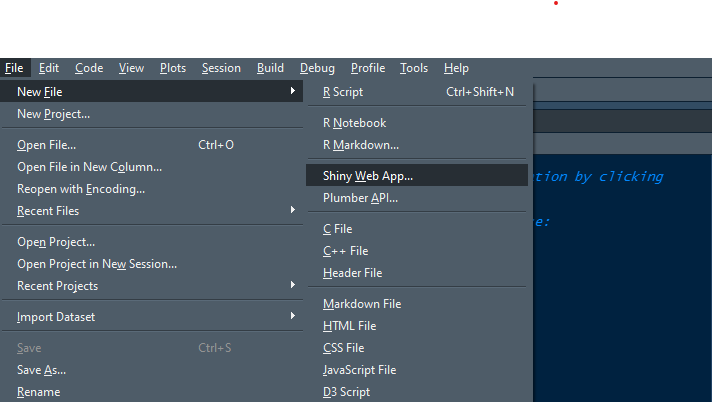 File Edit Code View Plots Session Build Debug Profile Tools Help
New File
New Project...
Open File... Ctrl+O
Open File in New Column...
Reopen with Encoding...
Recent Files
Open Project...
Open Project in New Session...
Recent Projects
Import Dataset
Save Ctrl+S
Save As...
Rename
R Script Ctrl+Shift+N
R Notebook
R Markdown...
Shiny Web App...
Plumber API...
C File
C++ File
Header File
Markdown File
HTML File
CSS File
JavaScript File
D3 Script
tion by clicking
e: